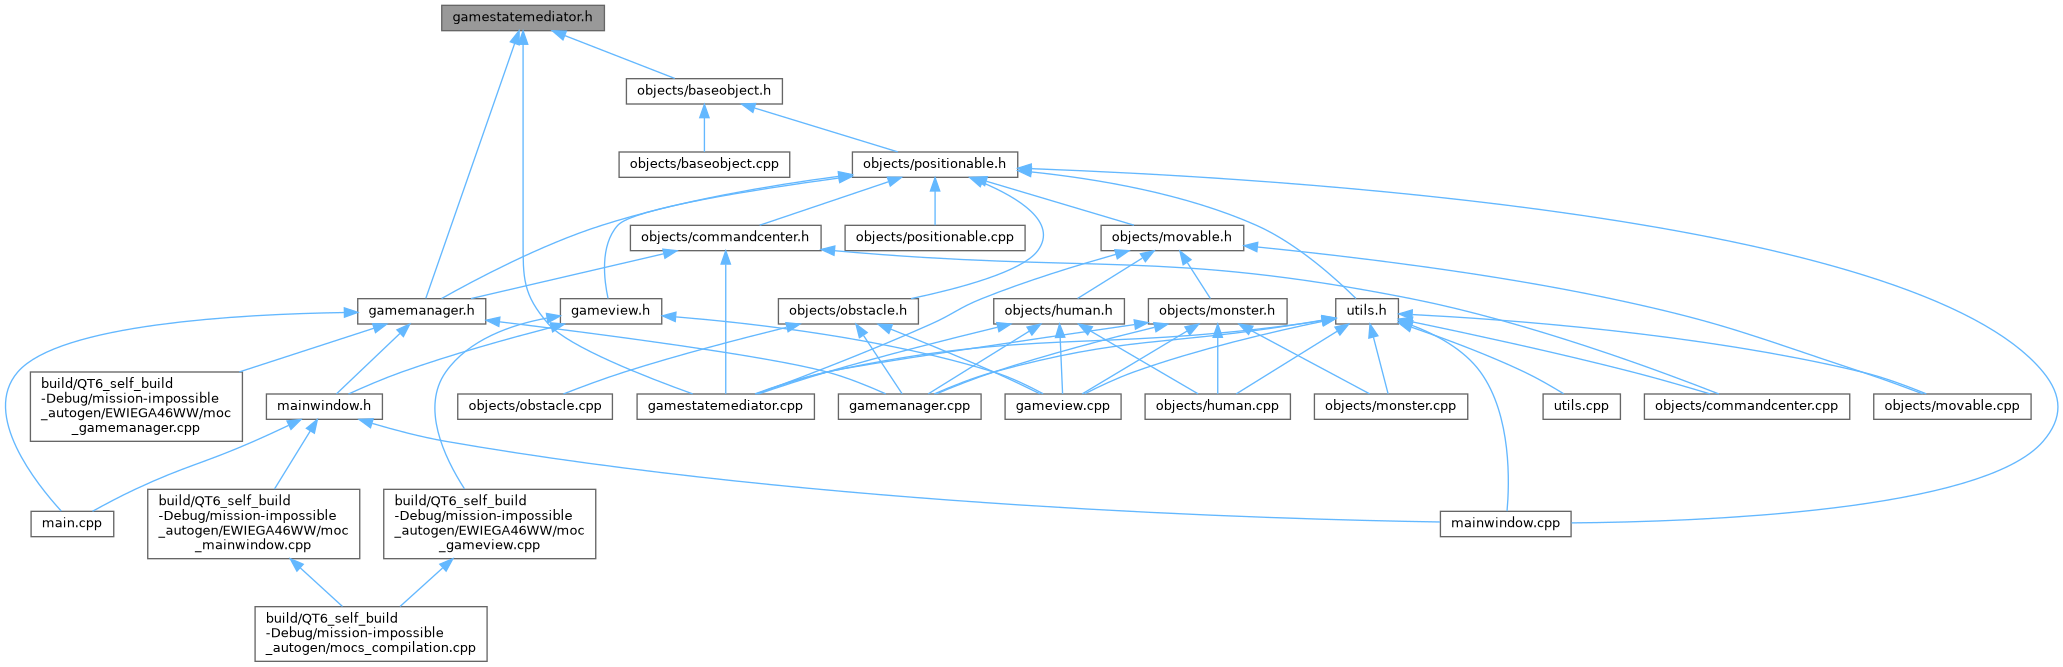 gamestatemediator.h
objects/baseobject.h
objects/baseobject.cpp
objects/positionable.h
objects/commandcenter.h
objects/positionable.cpp
objects/movable.h
gamemanager.h
gameview.h
objects/obstacle.h
objects/human.h
objects/monster.h
utils.h
build/QT6_self_build
-Debug/mission-impossible
_autogen/EWIEGA46WW/moc
_gamemanager.cpp
mainwindow.h
objects/obstacle.cpp
gamestatemediator.cpp
gamemanager.cpp
gameview.cpp
objects/human.cpp
objects/monster.cpp
utils.cpp
objects/commandcenter.cpp
objects/movable.cpp
main.cpp
build/QT6_self_build
-Debug/mission-impossible
_autogen/EWIEGA46WW/moc
_mainwindow.cpp
build/QT6_self_build
-Debug/mission-impossible
_autogen/EWIEGA46WW/moc
_gameview.cpp
mainwindow.cpp
build/QT6_self_build
-Debug/mission-impossible
_autogen/mocs_compilation.cpp